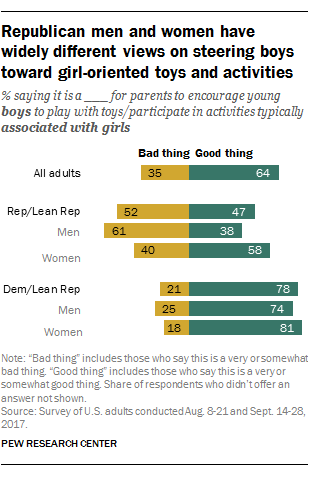 Republican men and women have
widely different views on steering boys
toward girl-oriented toys and activities
% saying it is a ___ for parents to encourage young
boys to play with toys/participate in activities typically
associated with girls
Bad thing Good thing
All adults 35 64
Rep/Lean Rep 52 47
Men 61 38
Women 40 58
Dem/Lean Rep 21 78
Men 25 74
Women 18 81
Note: “Bad thing” includes those who say this is a very or somewhat
bad thing. “Good thing” includes those who say this is a very or
somewhat good thing. Share of respondents who didn’t offer an
answer not shown.
Source: Survey of U.S. adults conducted Aug. 8-21 and Sept. 14-28,
2017.
PEW RESEARCH CENTER